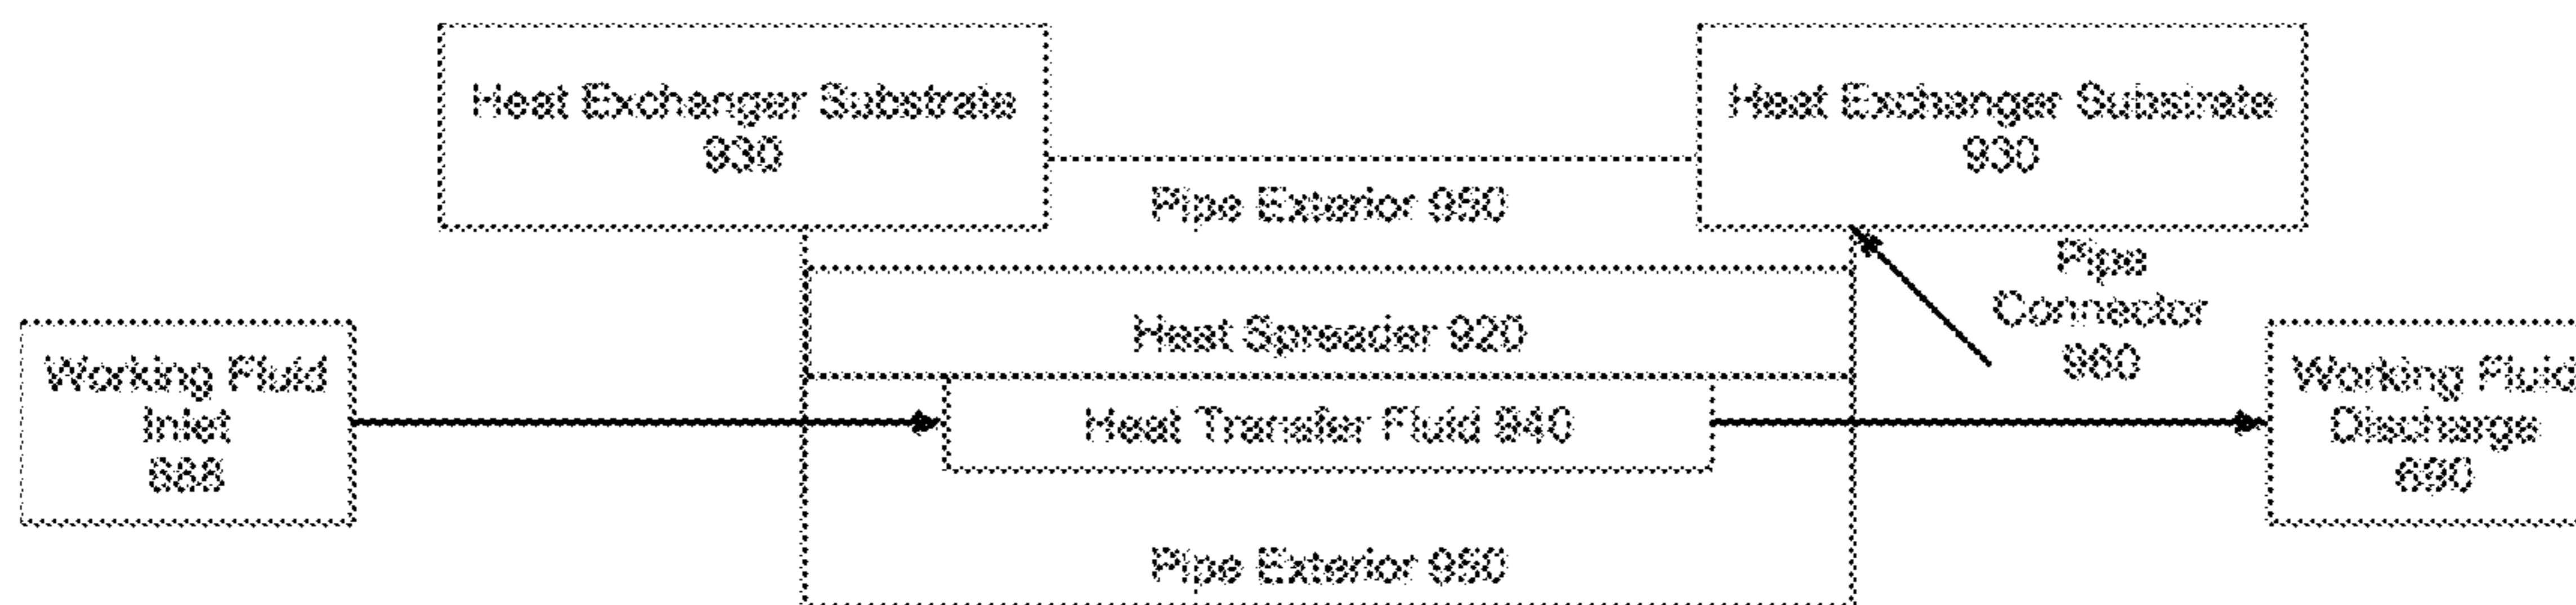 Heat Exchanger Substrate
930
Heat Exchanger Substrate
930
Pipe Exterior 950
Pipe
Connector
960
Heat Spreader 920
Working Fluid
Inlet
688
Heat Transfer Fluid 940
Working Fluid
Discharge
690
Pipe Exterior 950